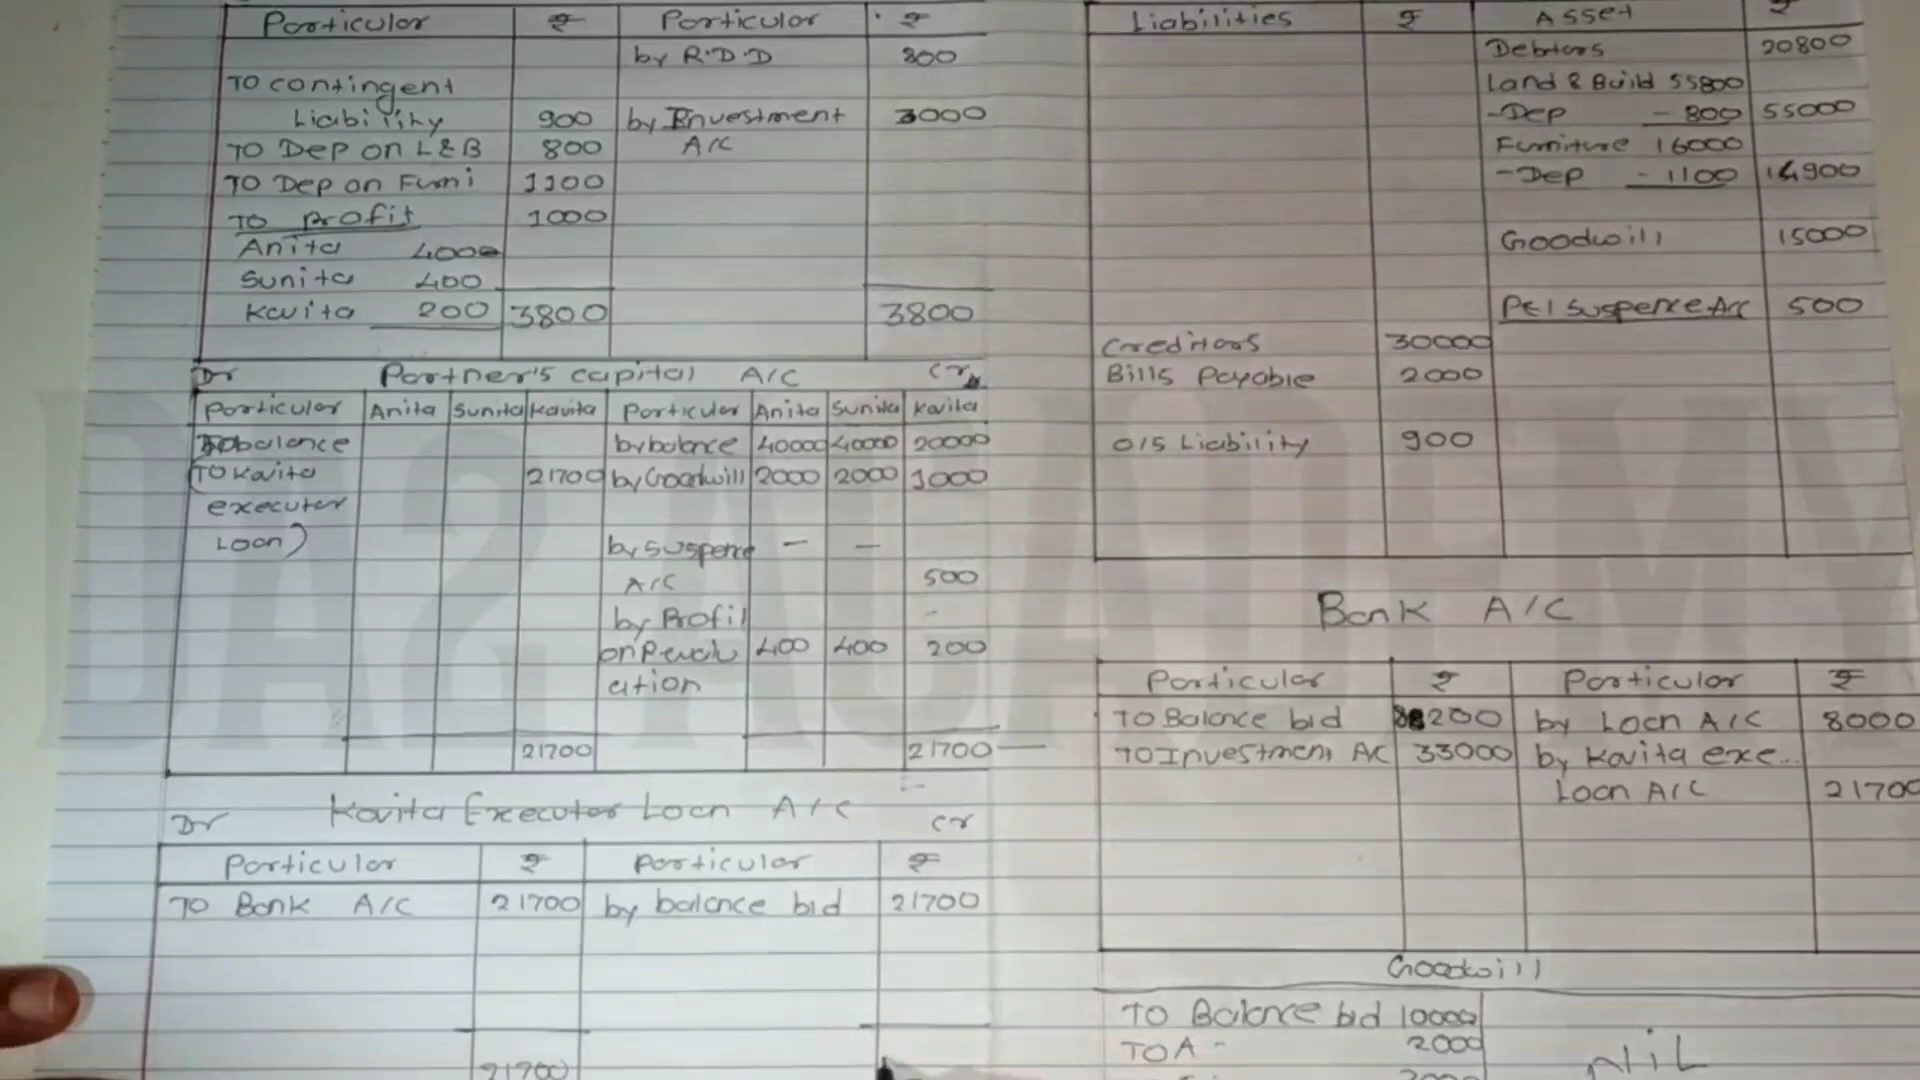 Particular ₹ Particular ₹
by R.D.D 800
To contingent
Liability 900 by Investment 3000
A/C
To Dep on L&B 800
To Dep on Furni 1100
To Profit 1000
Anita 400
Sunita 400
Kavita 200 3800 3800
Dr Partner's capital A/C Cr
Particular Anita Sunita Kavita Particular Anita Sunita Kavita
To balance by balance 40000 40000 20000
(To Kavita 21700 by Goodwill 2000 2000 1000
executor
Loan)
by suspence — —
A/C 500
by Profit -
on Revalu 400 400 200
ation
21700 21700
Kavita Executor Loan A/C
Dr Cr
Particular ₹ Particular ₹
To Bank A/C 21700 by balance b/d 21700
21700
Liabilities ₹ Asset ₹
Debtors 20800
Land & Build 55800
-Dep - 800 55000
Furniture 16000
-Dep - 1100 14900
Goodwill 15000
P&l Suspence A/c 500
Creditors 30000
Bills Payable 2000
O/S Liability 900
Bank A/C
Particular ₹ Particular ₹
To Balance b/d 8200 by Loan A/C 8000
To Investment AC 33000 by Kavita exe...
Loan A/C 21700
Goodwill
To Balance b/d 10000
To A - 2000
2000
Nil
DA2 ACADEMY